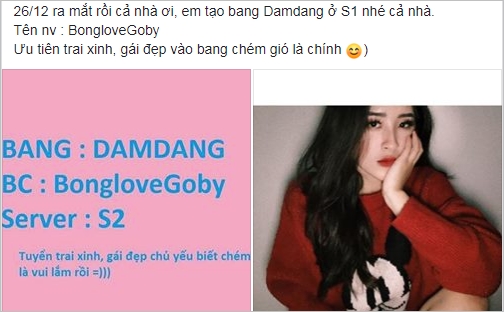 26/12 ra mắt rồi cả nhà ơi, em tạo bang Damdang ở S1 nhé cả nhà.
Tên nv : BongloveGoby
Ưu tiên trai xinh, gái đẹp vào bang chém gió là chính 😊)
BANG : DAMDANG
BC : BongloveGoby
Server : S2
Tuyển trai xinh, gái đẹp chủ yếu biết chém
là vui lắm rồi =)))